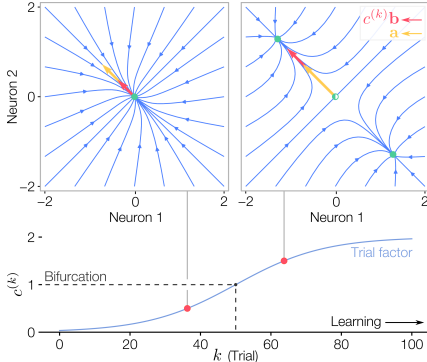 2
0
−2
Neuron 2
−2
0
2
Neuron 1
c⁽ᵏ⁾b
a
−2
0
2
Neuron 1
2
1
0
c⁽ᵏ⁾
Bifurcation
Trial factor
Learning
0
20
40
60
80
100
k (Trial)